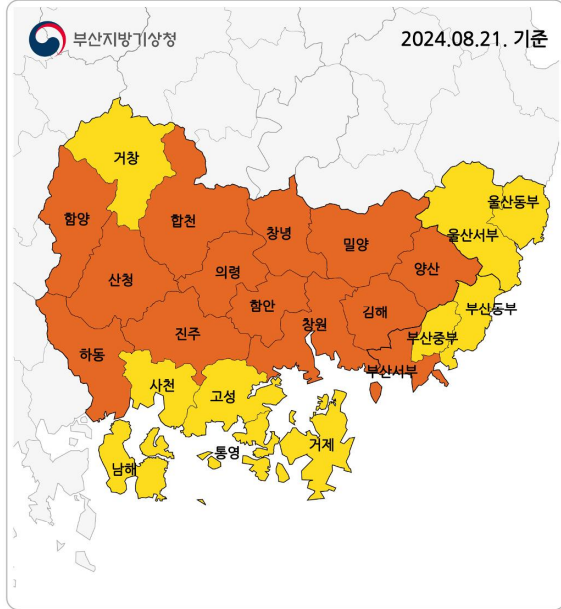 부산지방기상청
2024.08.21. 기준
거창
울산동부
함양
합천
창녕
울산서부
밀양
양산
의령
산청
함안
부산동부
김해
창원
진주
부산중부
하동
부산서부
사천
고성
거제
통영
남해